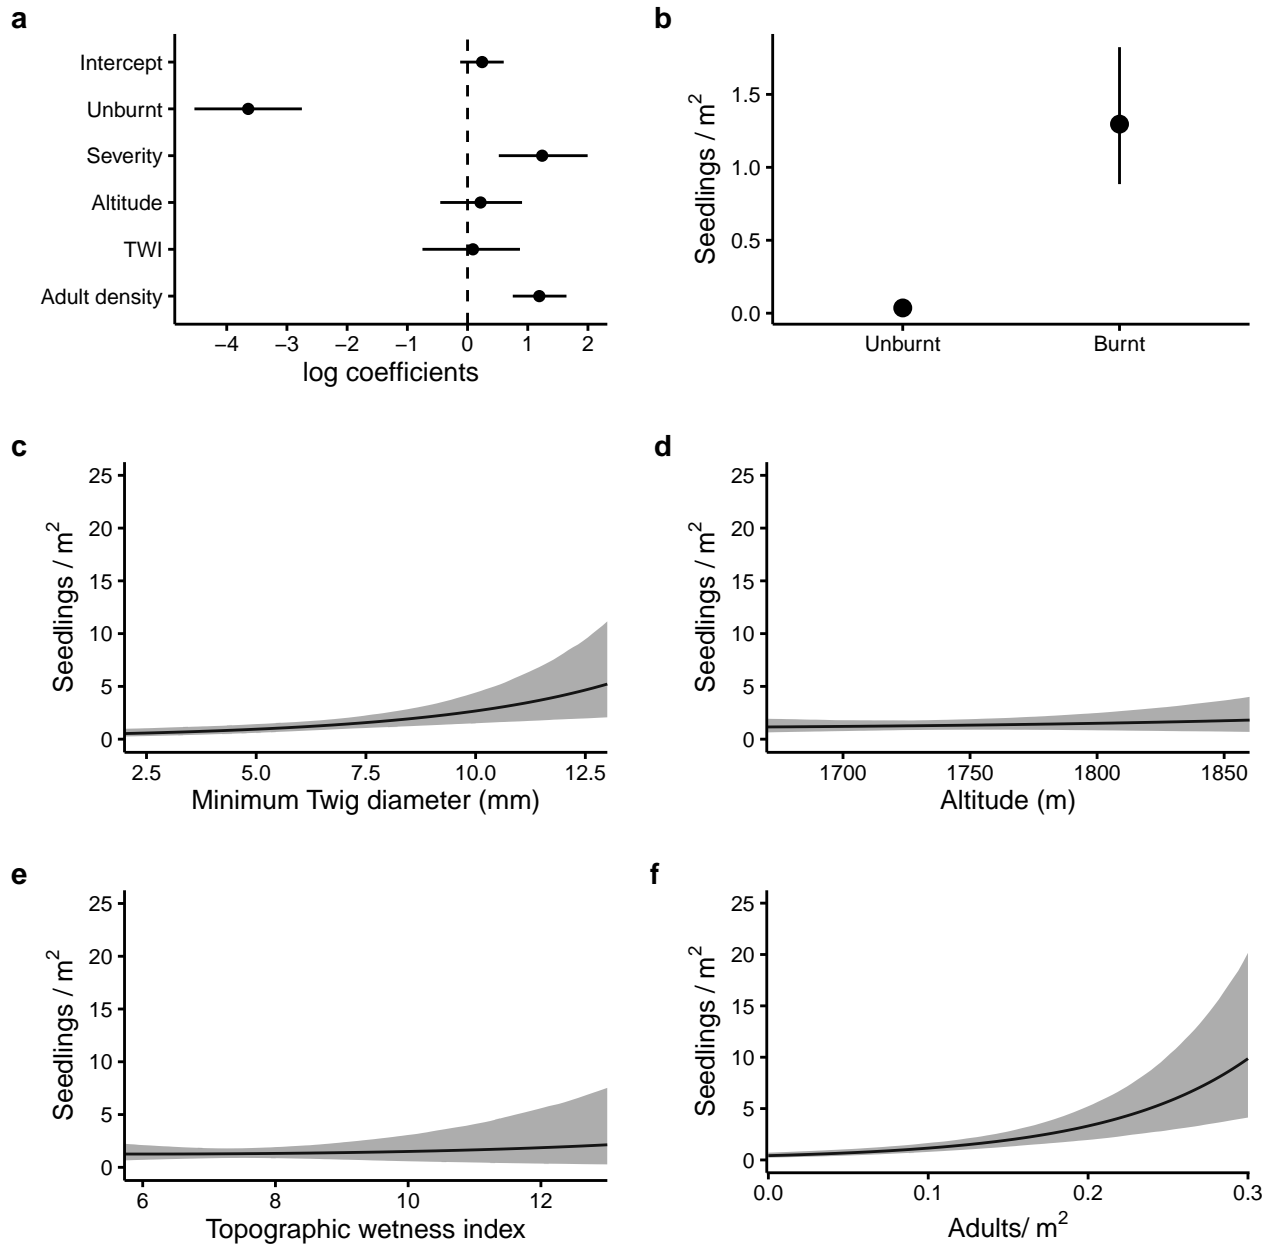 a
Intercept
Unburnt
Severity
Altitude
TWI
Adult density
−4 −3 −2 −1 0 1 2
log coefficients
b
Seedlings / m²
1.5
1.0
0.5
0.0
Unburnt Burnt
c
Seedlings / m²
25
20
15
10
5
0
2.5 5.0 7.5 10.0 12.5
Minimum Twig diameter (mm)
d
Seedlings / m²
25
20
15
10
5
0
1700 1750 1800 1850
Altitude (m)
e
Seedlings / m²
25
20
15
10
5
0
6 8 10 12
Topographic wetness index
f
Seedlings / m²
25
20
15
10
5
0
0.0 0.1 0.2 0.3
Adults/ m²